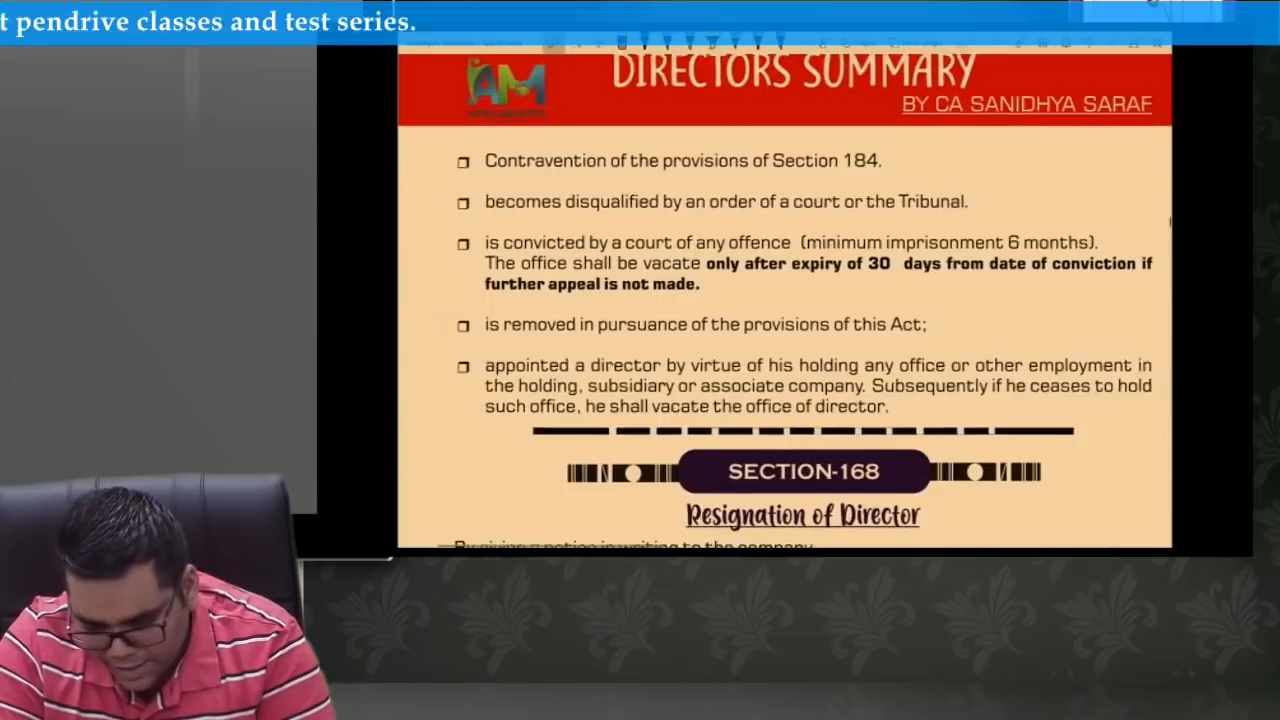 t pendrive classes and test series.
DIRECTORS SUMMARY
AM
BY CA SANIDHYA SARAF
Contravention of the provisions of Section 184.
becomes disqualified by an order of a court or the Tribunal.
is convicted by a court of any offence (minimum imprisonment 6 months).
The office shall be vacate only after expiry of 30 days from date of conviction if
further appeal is not made.
is removed in pursuance of the provisions of this Act;
appointed a director by virtue of his holding any office or other employment in
the holding, subsidiary or associate company. Subsequently if he ceases to hold
such office, he shall vacate the office of director.
SECTION-168
Resignation of Director
By giving a notice in writing to the company